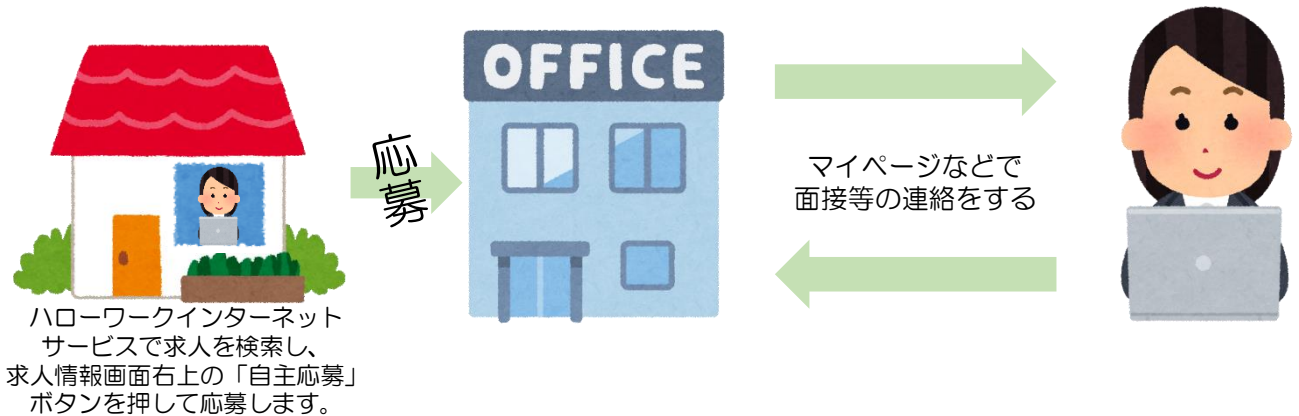 ハローワークインターネット
サービスで求人を検索し、
求人情報画面右上の「自主応募」
ボタンを押して応募します。
応募
OFFICE
マイページなどで
面接等の連絡をする